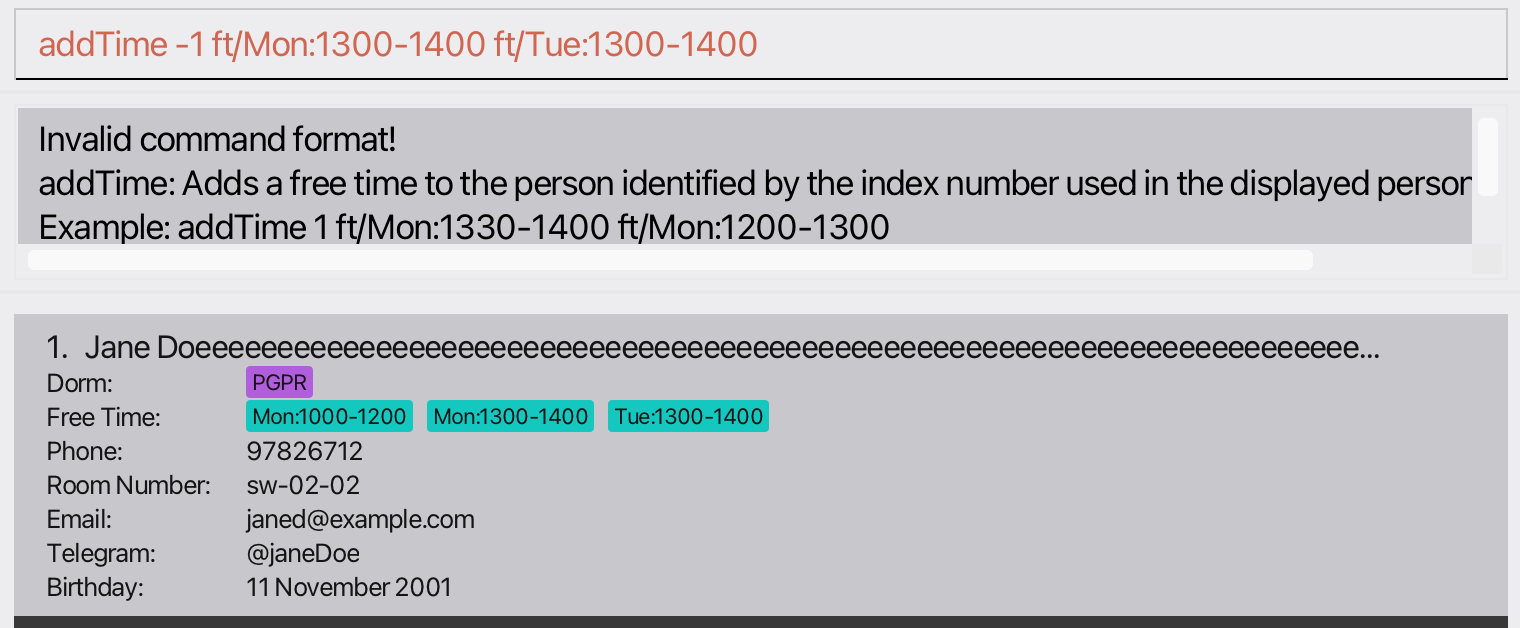 addTime -1 ft/Mon:1300-1400 ft/Tue:1300-1400
Invalid command format!
addTime: Adds a free time to the person identified by the index number used in the displayed person
Example: addTime 1 ft/Mon:1330-1400 ft/Mon:1200-1300
1. Jane Doeeeeeeeeeeeeeeeeeeeeeeeeeeeeeeeeeeeeeeeeeeeeeeeeeeeeeeeeeeeeeeeeeeeeeee...
Dorm: PGPR
Free Time: Mon:1000-1200 Mon:1300-1400 Tue:1300-1400
Phone: 97826712
Room Number: sw-02-02
Email: janed@example.com
Telegram: @janeDoe
Birthday: 11 November 2001